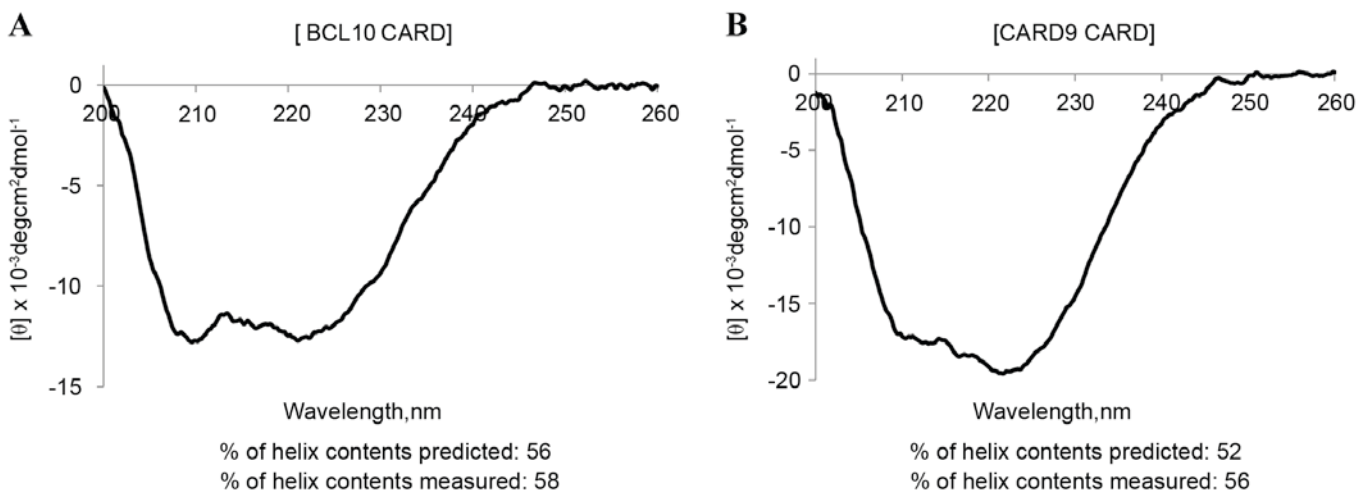 A
[ BCL10 CARD]
0
200 210 220 230 240 250 260
-5
-10
-15
[θ] x 10⁻³degcm²dmol⁻¹
Wavelength,nm
% of helix contents predicted: 56
% of helix contents measured: 58
B
[CARD9 CARD]
0
200 210 220 230 240 250 260
-5
-10
-15
-20
[θ] x 10⁻³degcm²dmol⁻¹
Wavelength,nm
% of helix contents predicted: 52
% of helix contents measured: 56